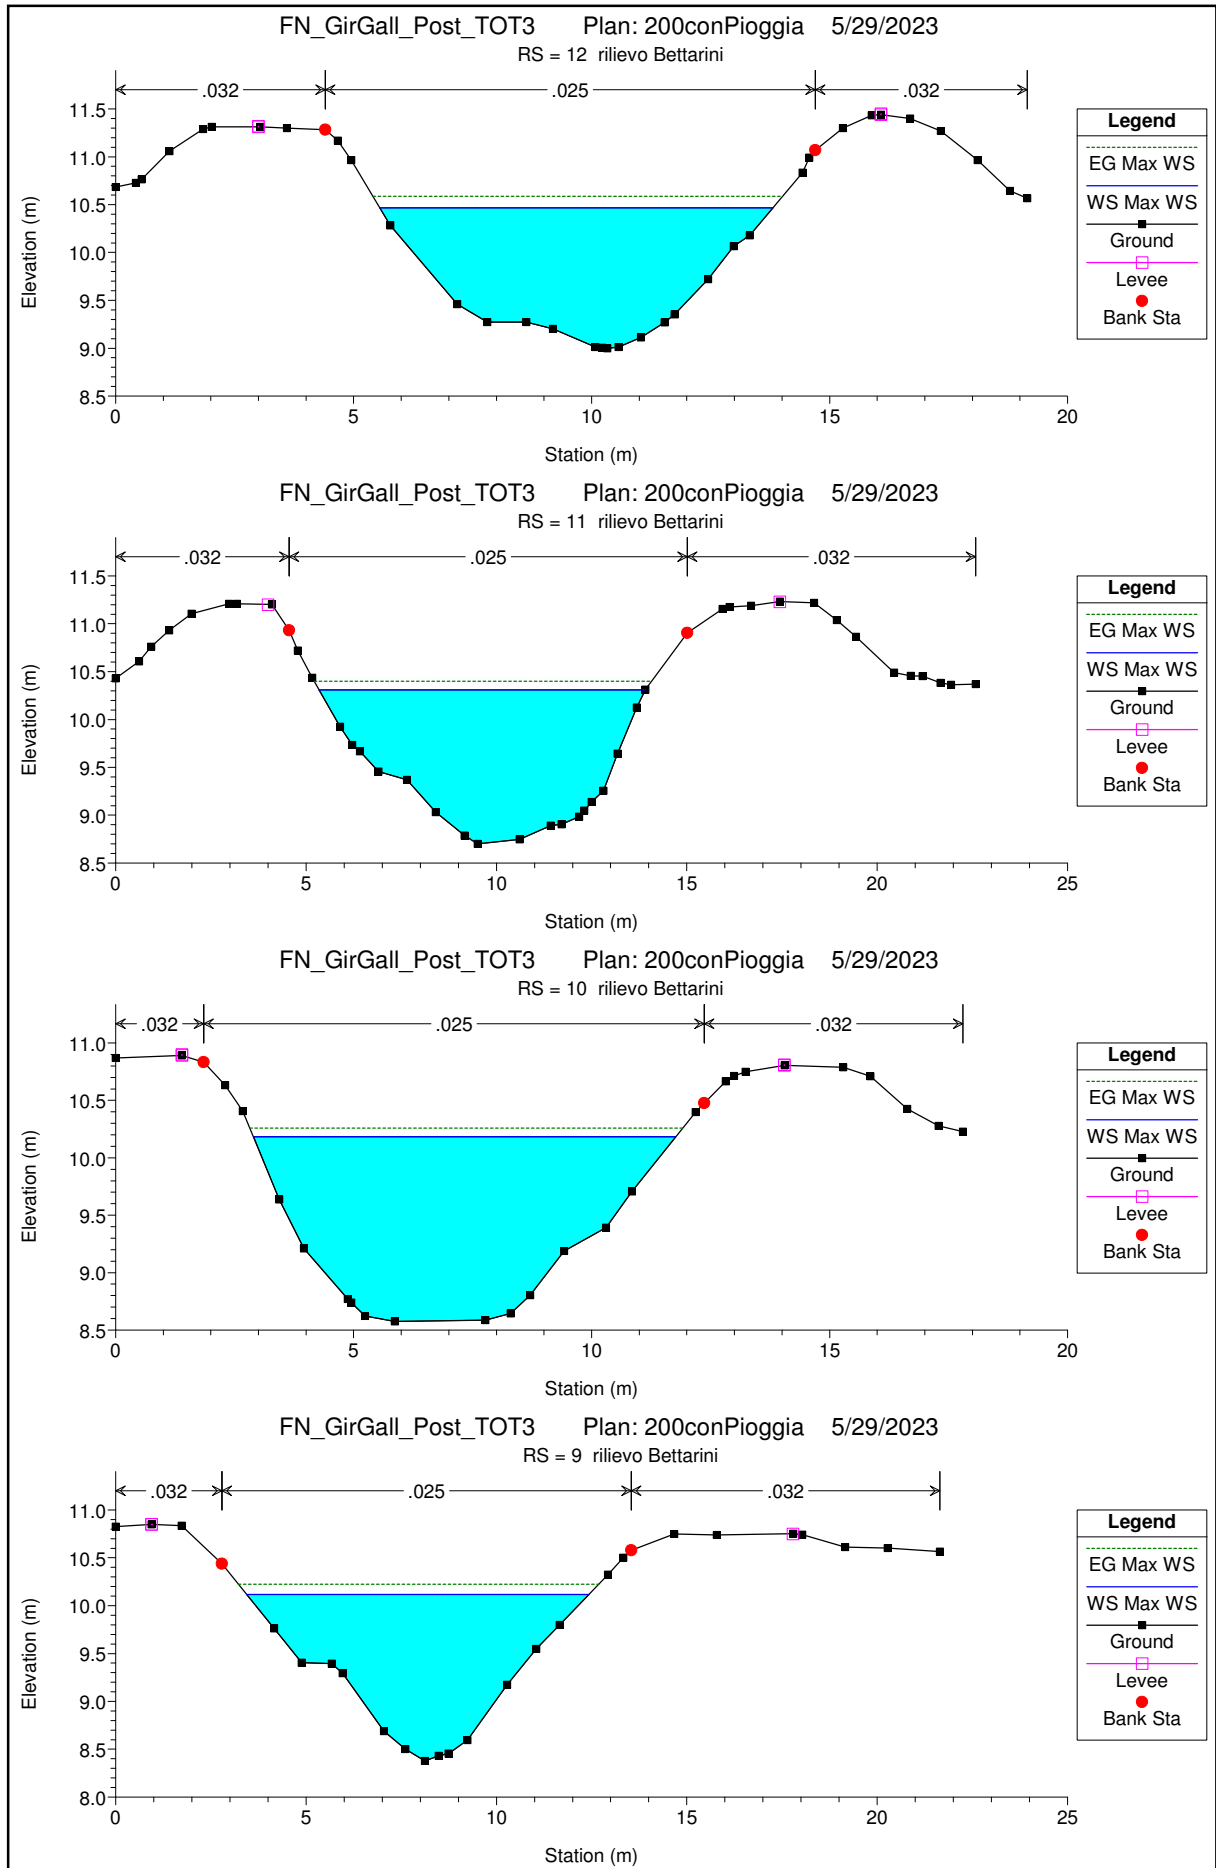 FN_GirGall_Post_TOT3 Plan: 200conPioggia 5/29/2023
RS = 12 rilievo Bettarini
.032 .025 .032
11.5
11.0
10.5
10.0
9.5
9.0
8.5
0 5 10 15 20
Station (m)
Elevation (m)
Legend
EG Max WS
WS Max WS
Ground
Levee
Bank Sta
FN_GirGall_Post_TOT3 Plan: 200conPioggia 5/29/2023
RS = 11 rilievo Bettarini
.032 .025 .032
11.5
11.0
10.5
10.0
9.5
9.0
8.5
0 5 10 15 20 25
Station (m)
Elevation (m)
Legend
EG Max WS
WS Max WS
Ground
Levee
Bank Sta
FN_GirGall_Post_TOT3 Plan: 200conPioggia 5/29/2023
RS = 10 rilievo Bettarini
.032 .025 .032
11.0
10.5
10.0
9.5
9.0
8.5
0 5 10 15 20
Station (m)
Elevation (m)
Legend
EG Max WS
WS Max WS
Ground
Levee
Bank Sta
FN_GirGall_Post_TOT3 Plan: 200conPioggia 5/29/2023
RS = 9 rilievo Bettarini
.032 .025 .032
11.0
10.5
10.0
9.5
9.0
8.5
8.0
0 5 10 15 20 25
Station (m)
Elevation (m)
Legend
EG Max WS
WS Max WS
Ground
Levee
Bank Sta